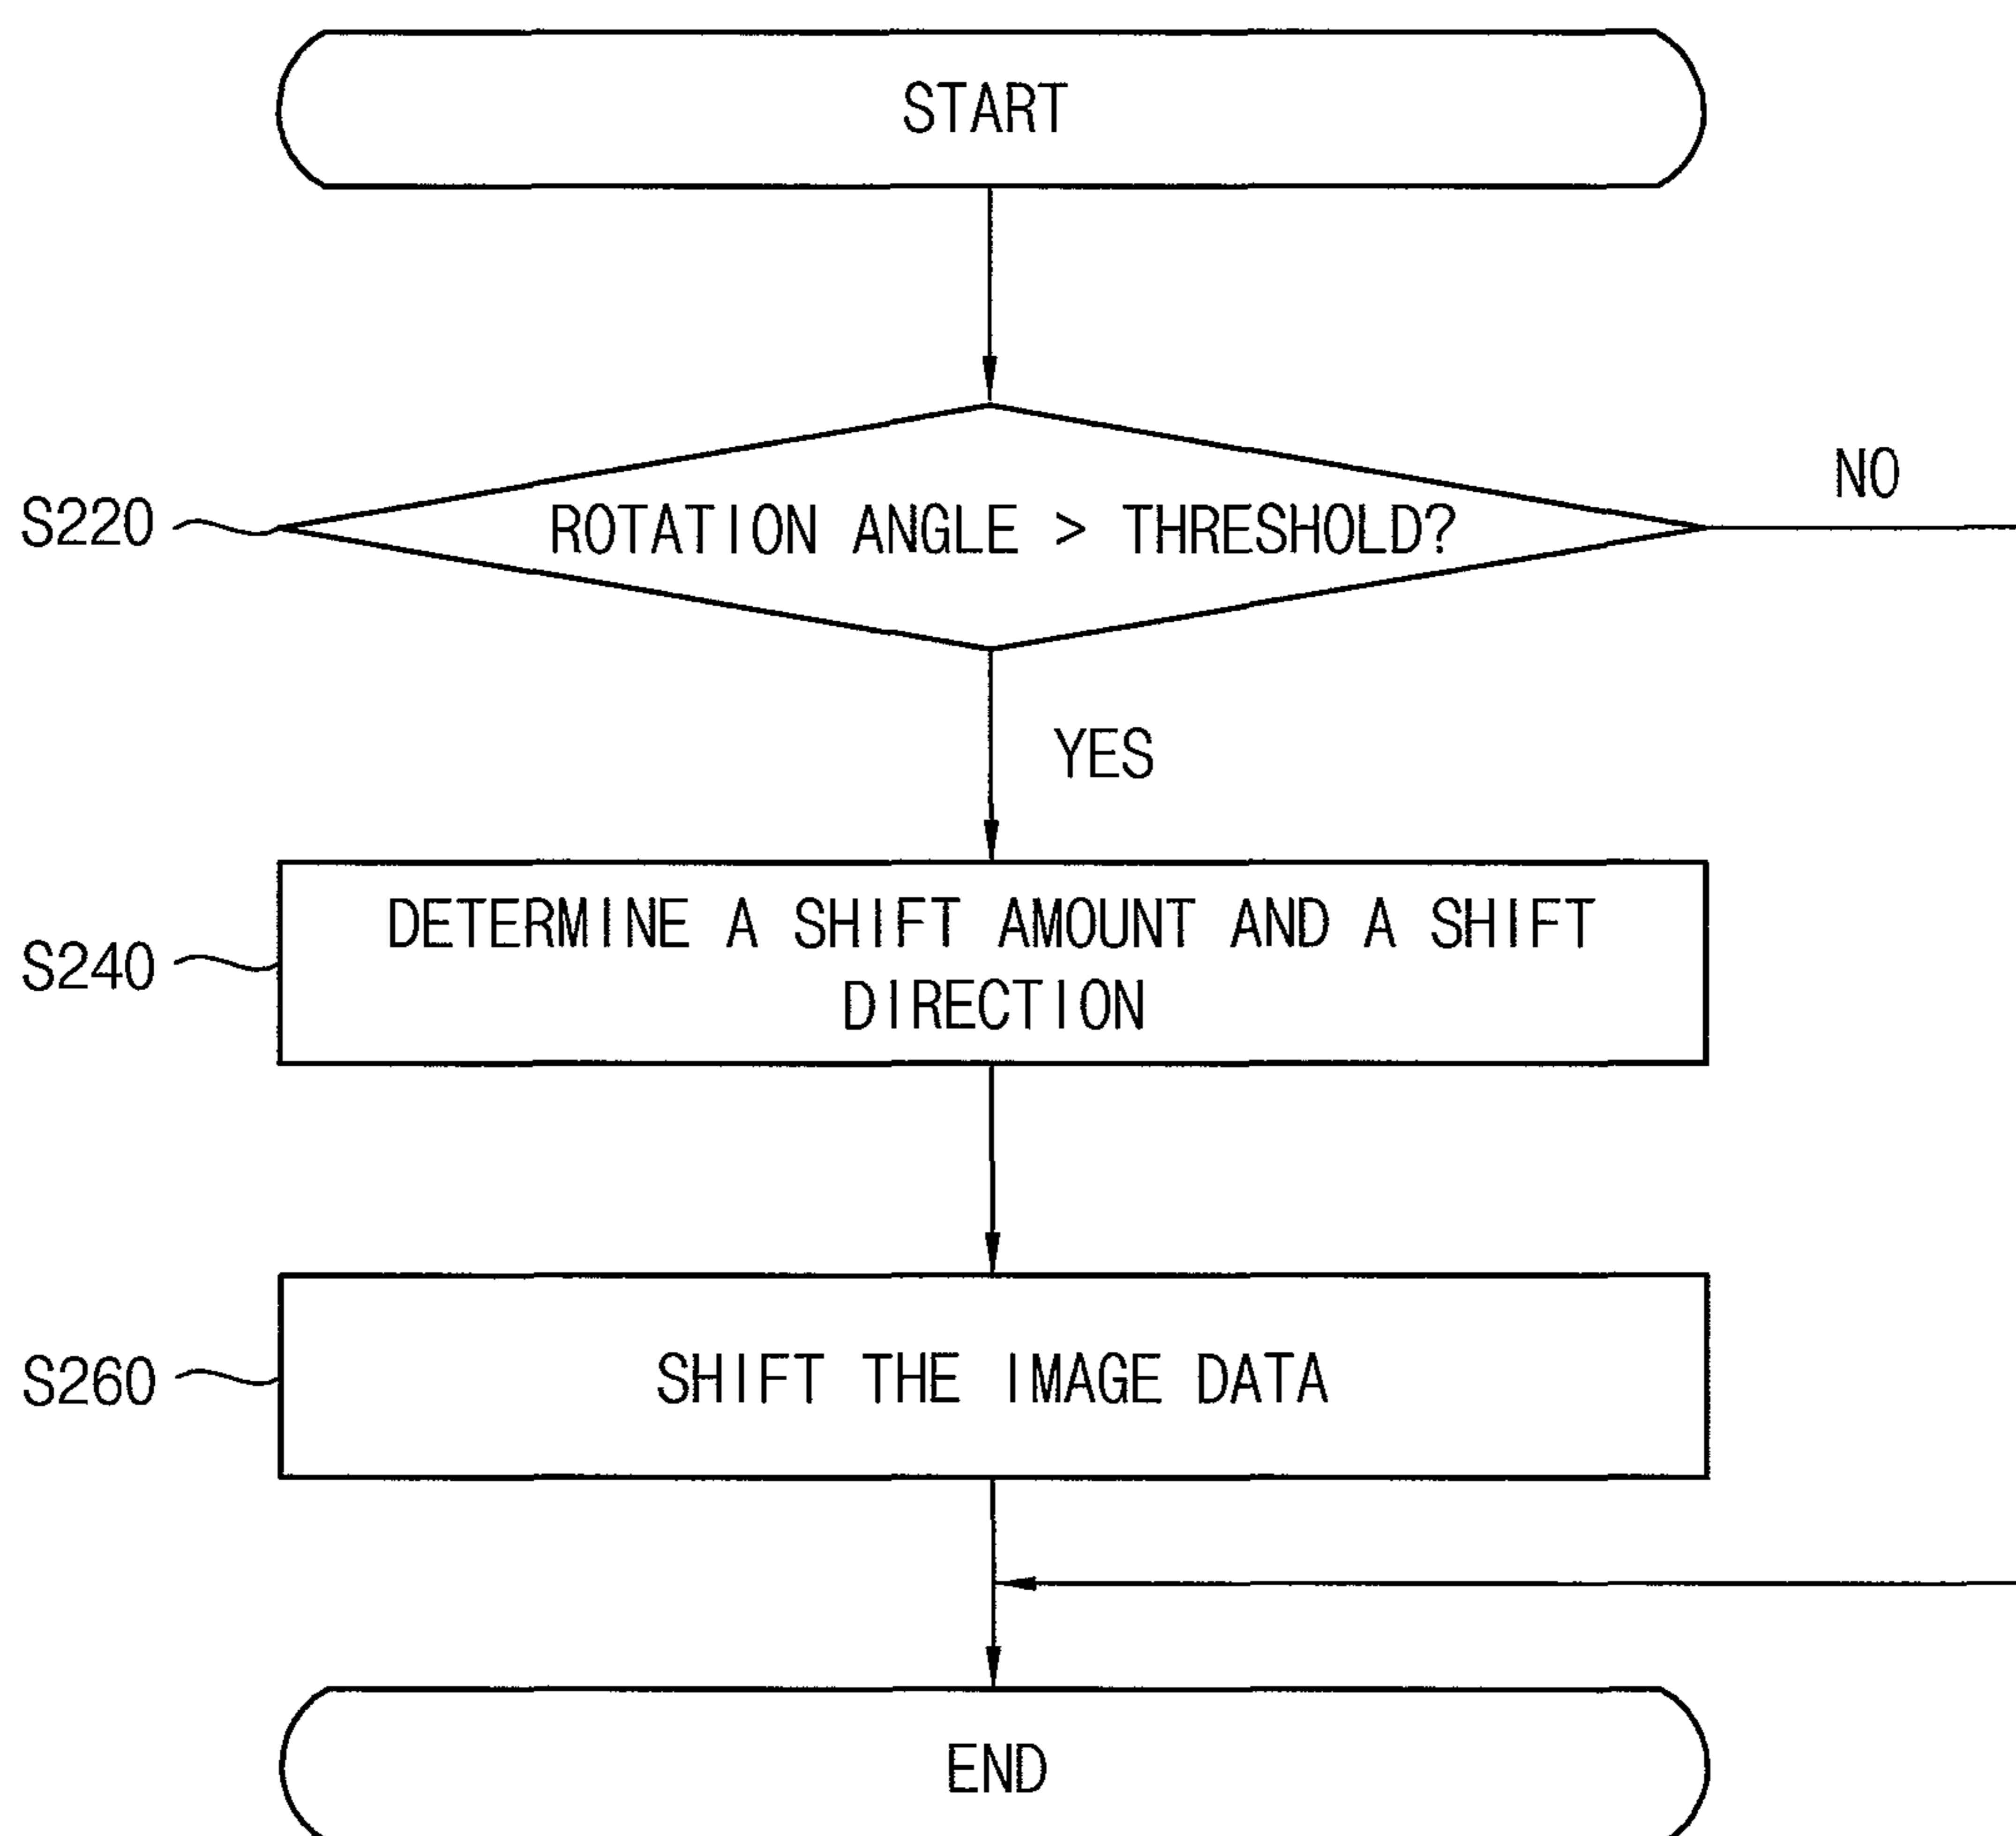 START
S220
ROTATION ANGLE > THRESHOLD?
NO
YES
S240
DETERMINE A SHIFT AMOUNT AND A SHIFT
DIRECTION
S260
SHIFT THE IMAGE DATA
END